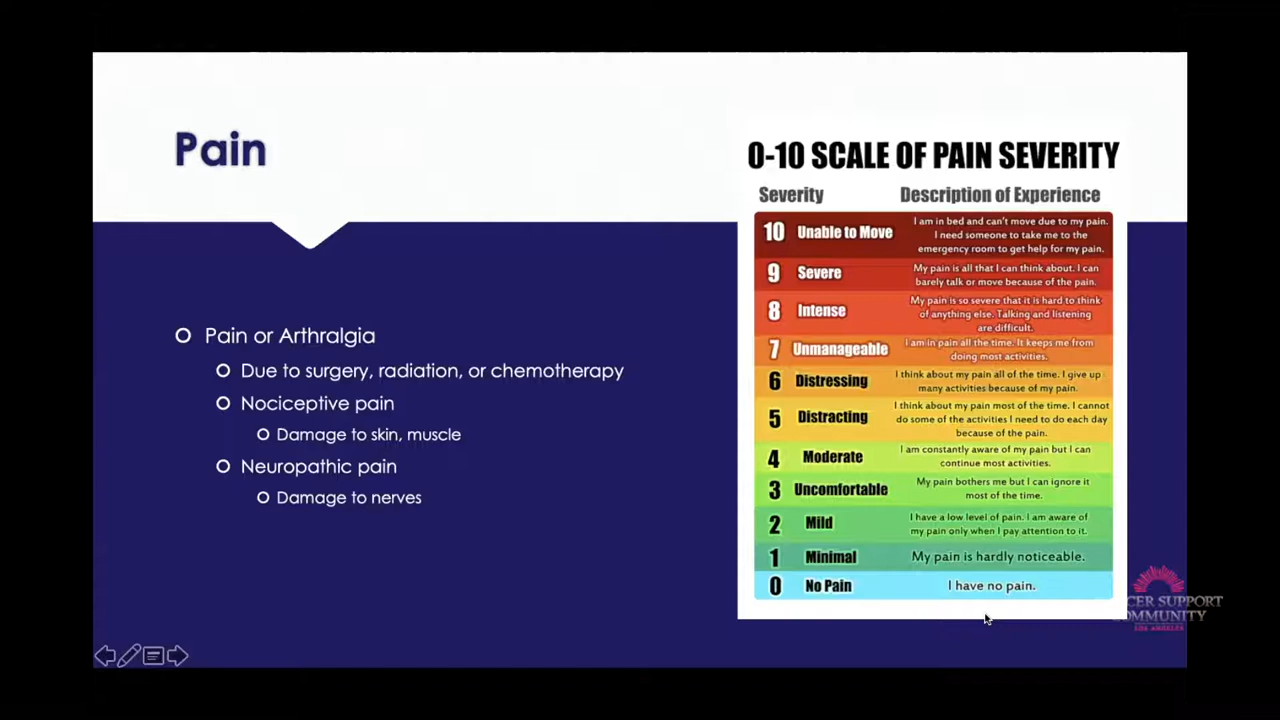 Pain
Pain or Arthralgia
Due to surgery, radiation, or chemotherapy
Nociceptive pain
Damage to skin, muscle
Neuropathic pain
Damage to nerves
0-10 SCALE OF PAIN SEVERITY
Severity Description of Experience
10 Unable to Move
I am in bed and can't move due to my pain.
I need someone to take me to the
emergency room to get help for my pain.
9 Severe
My pain is all that I can think about. I can
barely talk or move because of the pain.
8 Intense
My pain is so severe that it is hard to think
of anything else. Talking and listening
are difficult.
7 Unmanageable
I am in pain all the time. It keeps me from
doing most activities.
6 Distressing
I think about my pain all of the time. I give up
many activities because of my pain.
5 Distracting
I think about my pain most of the time. I cannot
do some of the activities I need to do each day
because of the pain.
4 Moderate
I am constantly aware of my pain but I can
continue most activities.
3 Uncomfortable
My pain bothers me but I can ignore it
most of the time.
2 Mild
I have a low level of pain. I am aware of
my pain only when I pay attention to it.
1 Minimal
My pain is hardly noticeable.
0 No Pain
I have no pain.
CER SUPPORT
COMMUNITY
LOS ANGELES